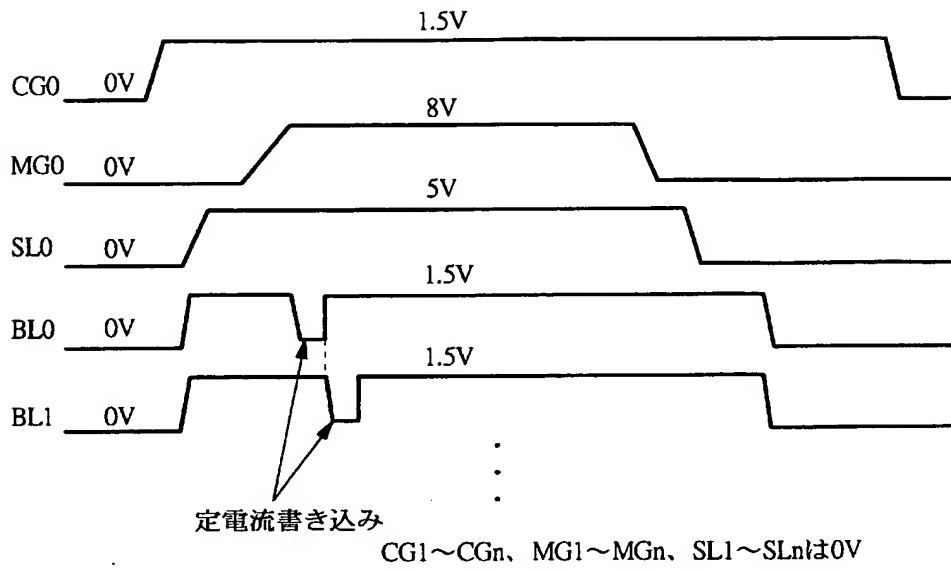 1.5V
CG0 0V
8V
MG0 0V
5V
SL0 0V
1.5V
BL0 0V
1.5V
BL1 0V
定電流書き込み
CG1~CGn、MG1~MGn、SL1~SLnは0V